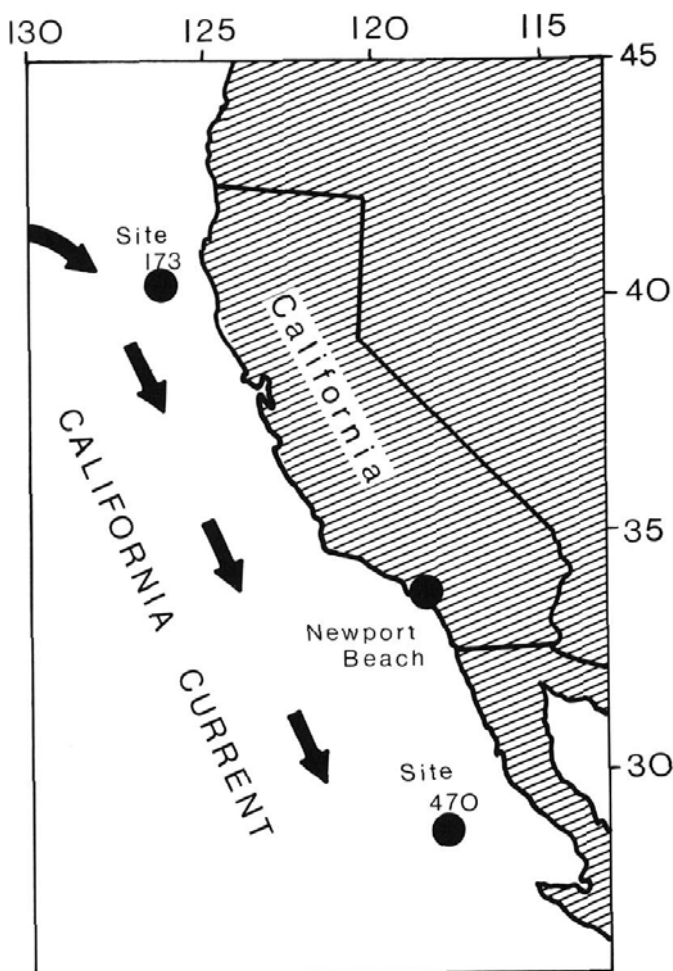 130 125 120 115
45
Site
173
40
California
CALIFORNIA CURRENT
35
Newport
Beach
30
Site
470